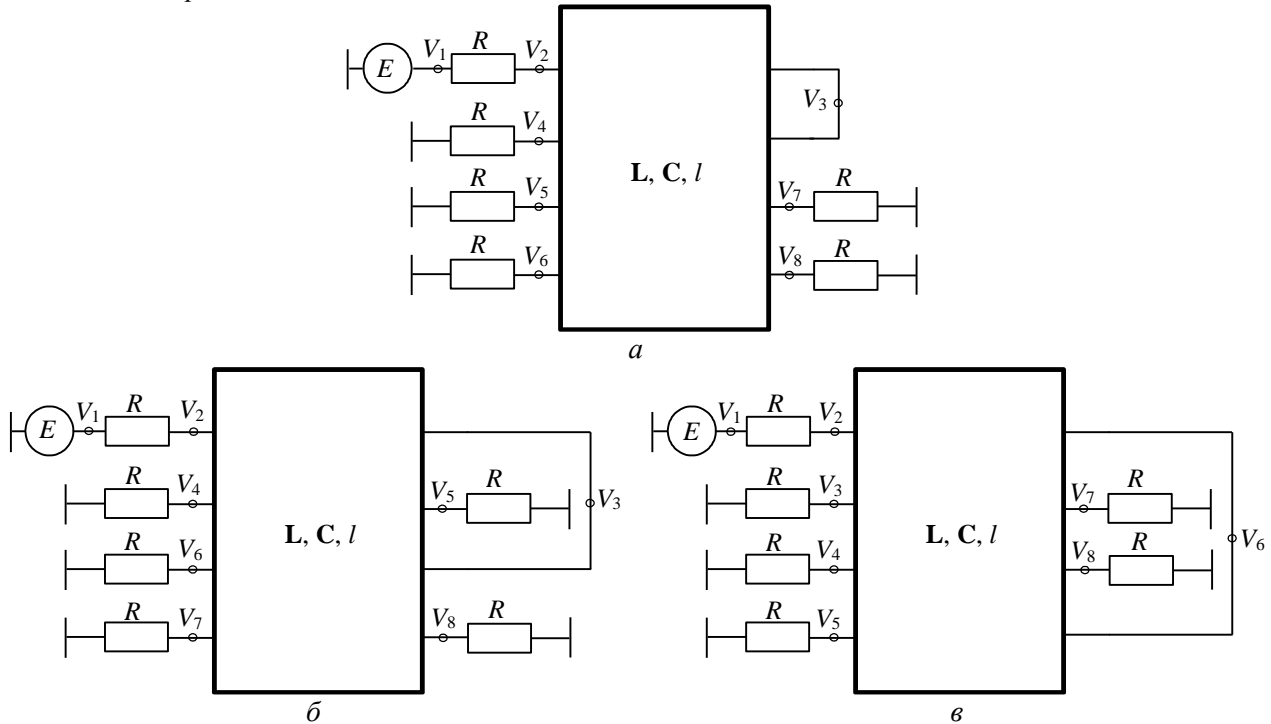 V1 R V2
E
V3
R V4
L, C, l
R V5
V7 R
R V6
V8 R
а
V1 R V2
E
R V4
V5 R
V3
L, C, l
R V6
R V7
V8 R
б
V1 R V2
E
R V3
V7 R
L, C, l
V6
R V4
V8 R
R V5
в